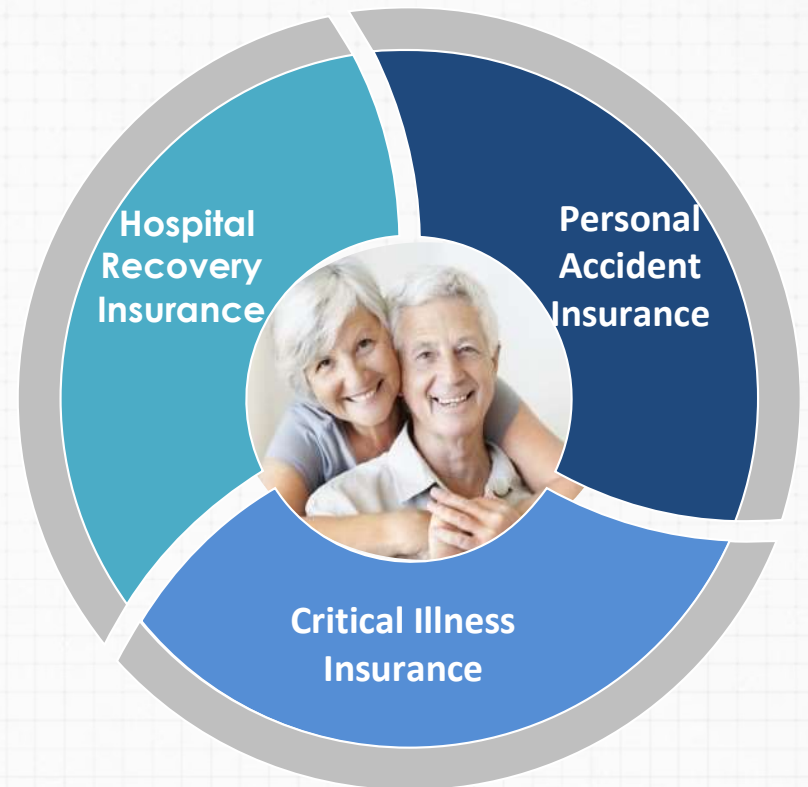 Hospital
Recovery
Insurance
Personal
Accident
Insurance
Critical Illness
Insurance